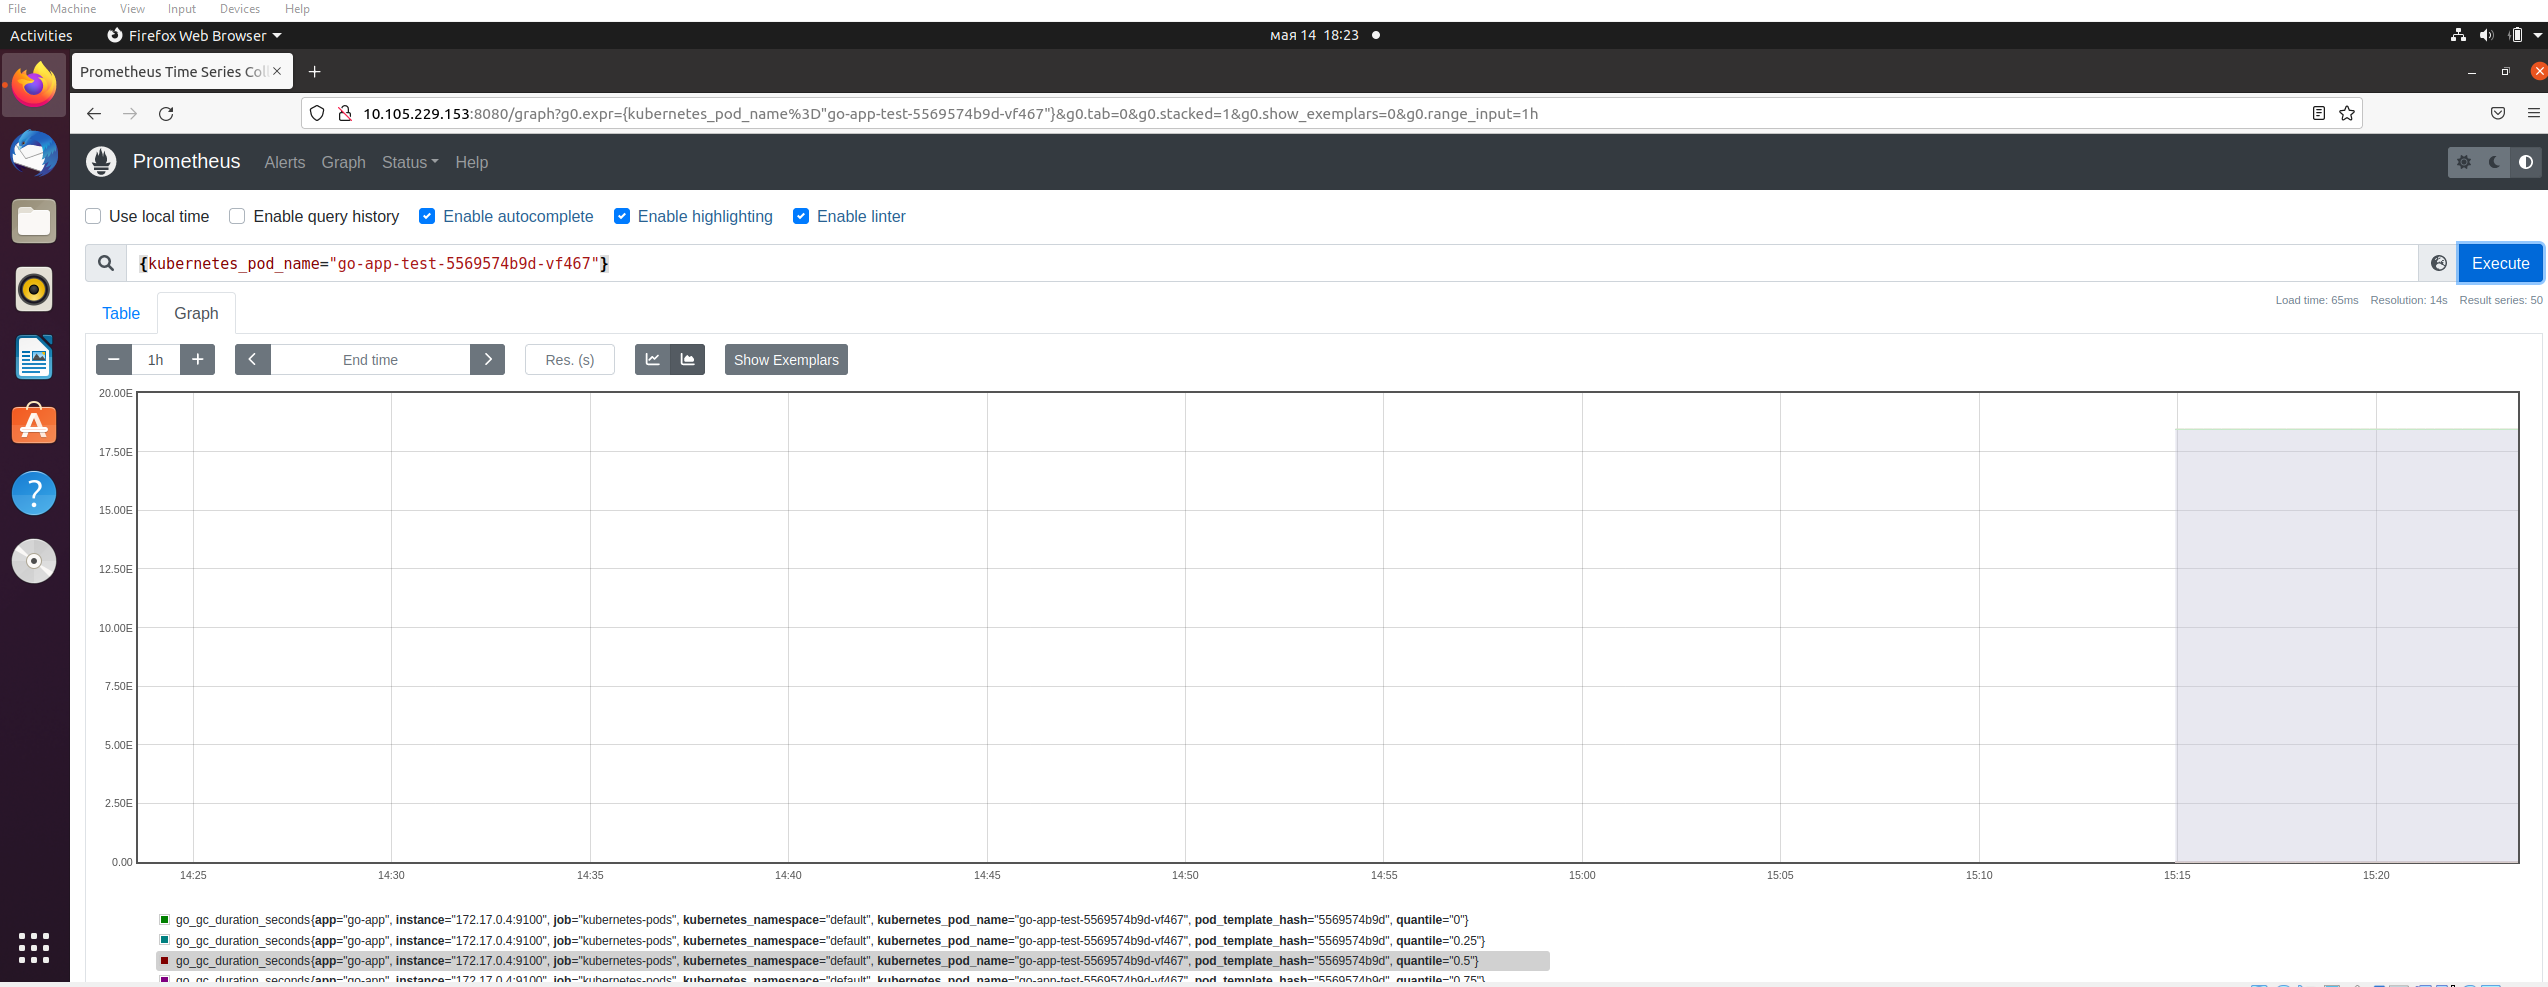 File Machine View Input Devices Help
Activities Firefox Web Browser мая 14 18:23
Prometheus Time Series Col
10.105.229.153:8080/graph?g0.expr={kubernetes_pod_name%3D"go-app-test-5569574b9d-vf467"}&g0.tab=0&g0.stacked=1&g0.show_exemplars=0&g0.range_input=1h
Prometheus Alerts Graph Status Help
Use local time Enable query history Enable autocomplete Enable highlighting Enable linter
{kubernetes_pod_name="go-app-test-5569574b9d-vf467"} Execute
Load time: 65ms Resolution: 14s Result series: 50
Table Graph
− 1h + End time Res. (s) Show Exemplars
20.00E
17.50E
15.00E
12.50E
10.00E
7.50E
5.00E
2.50E
0.00
14:25 14:30 14:35 14:40 14:45 14:50 14:55 15:00 15:05 15:10 15:15 15:20
go_gc_duration_seconds{app="go-app", instance="172.17.0.4:9100", job="kubernetes-pods", kubernetes_namespace="default", kubernetes_pod_name="go-app-test-5569574b9d-vf467", pod_template_hash="5569574b9d", quantile="0"}
go_gc_duration_seconds{app="go-app", instance="172.17.0.4:9100", job="kubernetes-pods", kubernetes_namespace="default", kubernetes_pod_name="go-app-test-5569574b9d-vf467", pod_template_hash="5569574b9d", quantile="0.25"}
go_gc_duration_seconds{app="go-app", instance="172.17.0.4:9100", job="kubernetes-pods", kubernetes_namespace="default", kubernetes_pod_name="go-app-test-5569574b9d-vf467", pod_template_hash="5569574b9d", quantile="0.5"}
go_gc_duration_seconds{app="go-app", instance="172.17.0.4:9100", job="kubernetes-pods", kubernetes_namespace="default", kubernetes_pod_name="go-app-test-5569574b9d-vf467", pod_template_hash="5569574b9d", quantile="0.75"}